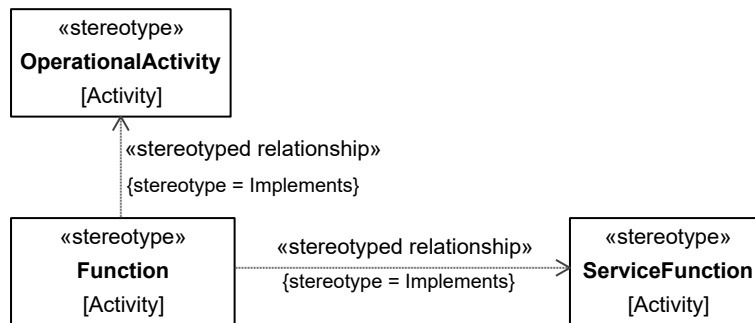 «stereotype»
OperationalActivity
[Activity]
«stereotyped relationship»
{stereotype = Implements}
«stereotype»
Function
[Activity]
«stereotyped relationship»
{stereotype = Implements}
«stereotype»
ServiceFunction
[Activity]